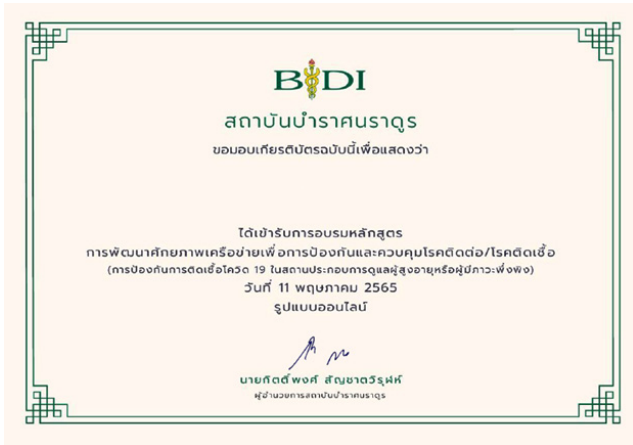 BIDI
สถาบันบำราศนราดูร
ขอมอบเกียรติบัตรฉบับนี้เพื่อแสดงว่า
ได้เข้ารับการอบรมหลักสูตร
การพัฒนาศักยภาพเครือข่ายเพื่อการป้องกันและควบคุมโรคติดต่อ/โรคติดเชื้อ
(การป้องกันการติดเชื้อโควิด 19 ในสถานประกอบการดูแลผู้สูงอายุหรือผู้มีภาวะพึ่งพิง)
วันที่ 11 พฤษภาคม 2565
รูปแบบออนไลน์
นายกิตติ์พงศ์ สัญชาตวิรุฬห์
ผู้อำนวยการสถาบันบำราศนราดูร